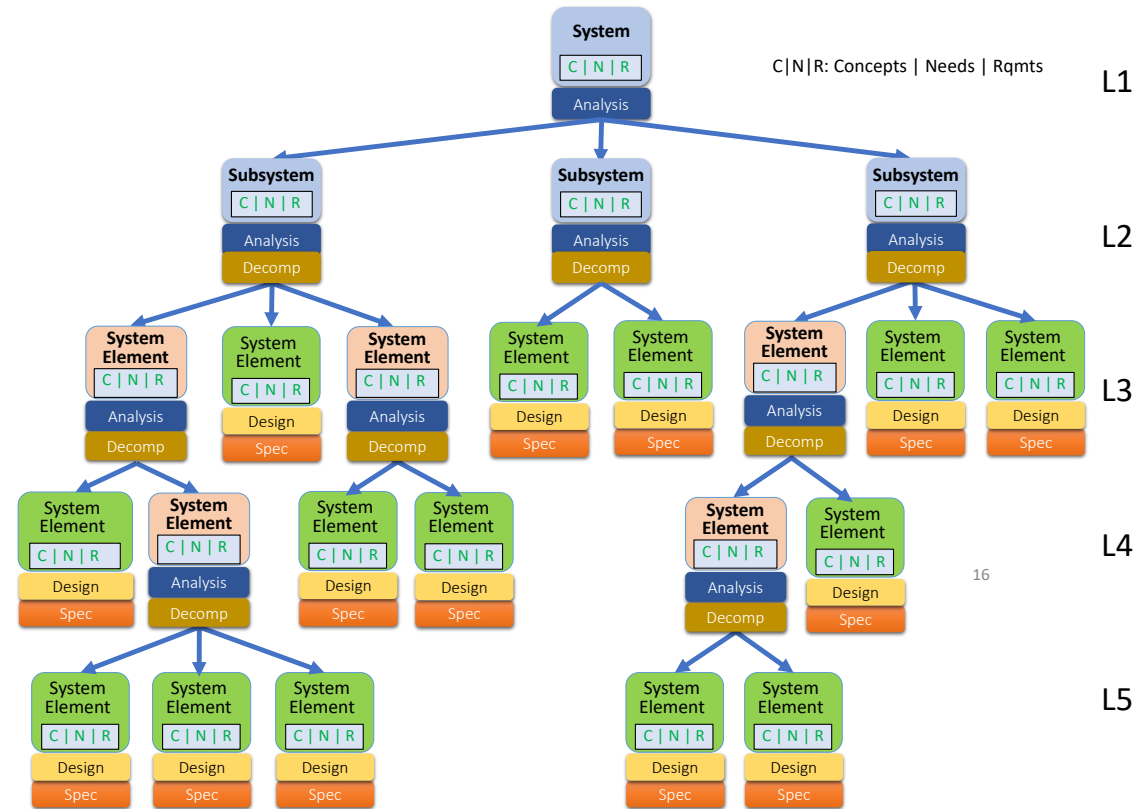 System
C | N | R
Analysis
C|N|R: Concepts | Needs | Rqmts
L1
Subsystem
C | N | R
Analysis
Decomp
Subsystem
C | N | R
Analysis
Decomp
Subsystem
C | N | R
Analysis
Decomp
L2
System
Element
C | N | R
Analysis
Decomp
System
Element
C | N | R
Design
Spec
System
Element
C | N | R
Analysis
Decomp
System
Element
C | N | R
Design
Spec
System
Element
C | N | R
Design
Spec
System
Element
C | N | R
Analysis
Decomp
System
Element
C | N | R
Design
Spec
System
Element
C | N | R
Design
Spec
L3
System
Element
C | N | R
Design
Spec
System
Element
C | N | R
Analysis
Decomp
System
Element
C | N | R
Design
Spec
System
Element
C | N | R
Design
Spec
System
Element
C | N | R
Analysis
Decomp
System
Element
C | N | R
Design
Spec
L4
16
System
Element
C | N | R
Design
Spec
System
Element
C | N | R
Design
Spec
System
Element
C | N | R
Design
Spec
System
Element
C | N | R
Design
Spec
System
Element
C | N | R
Design
Spec
L5